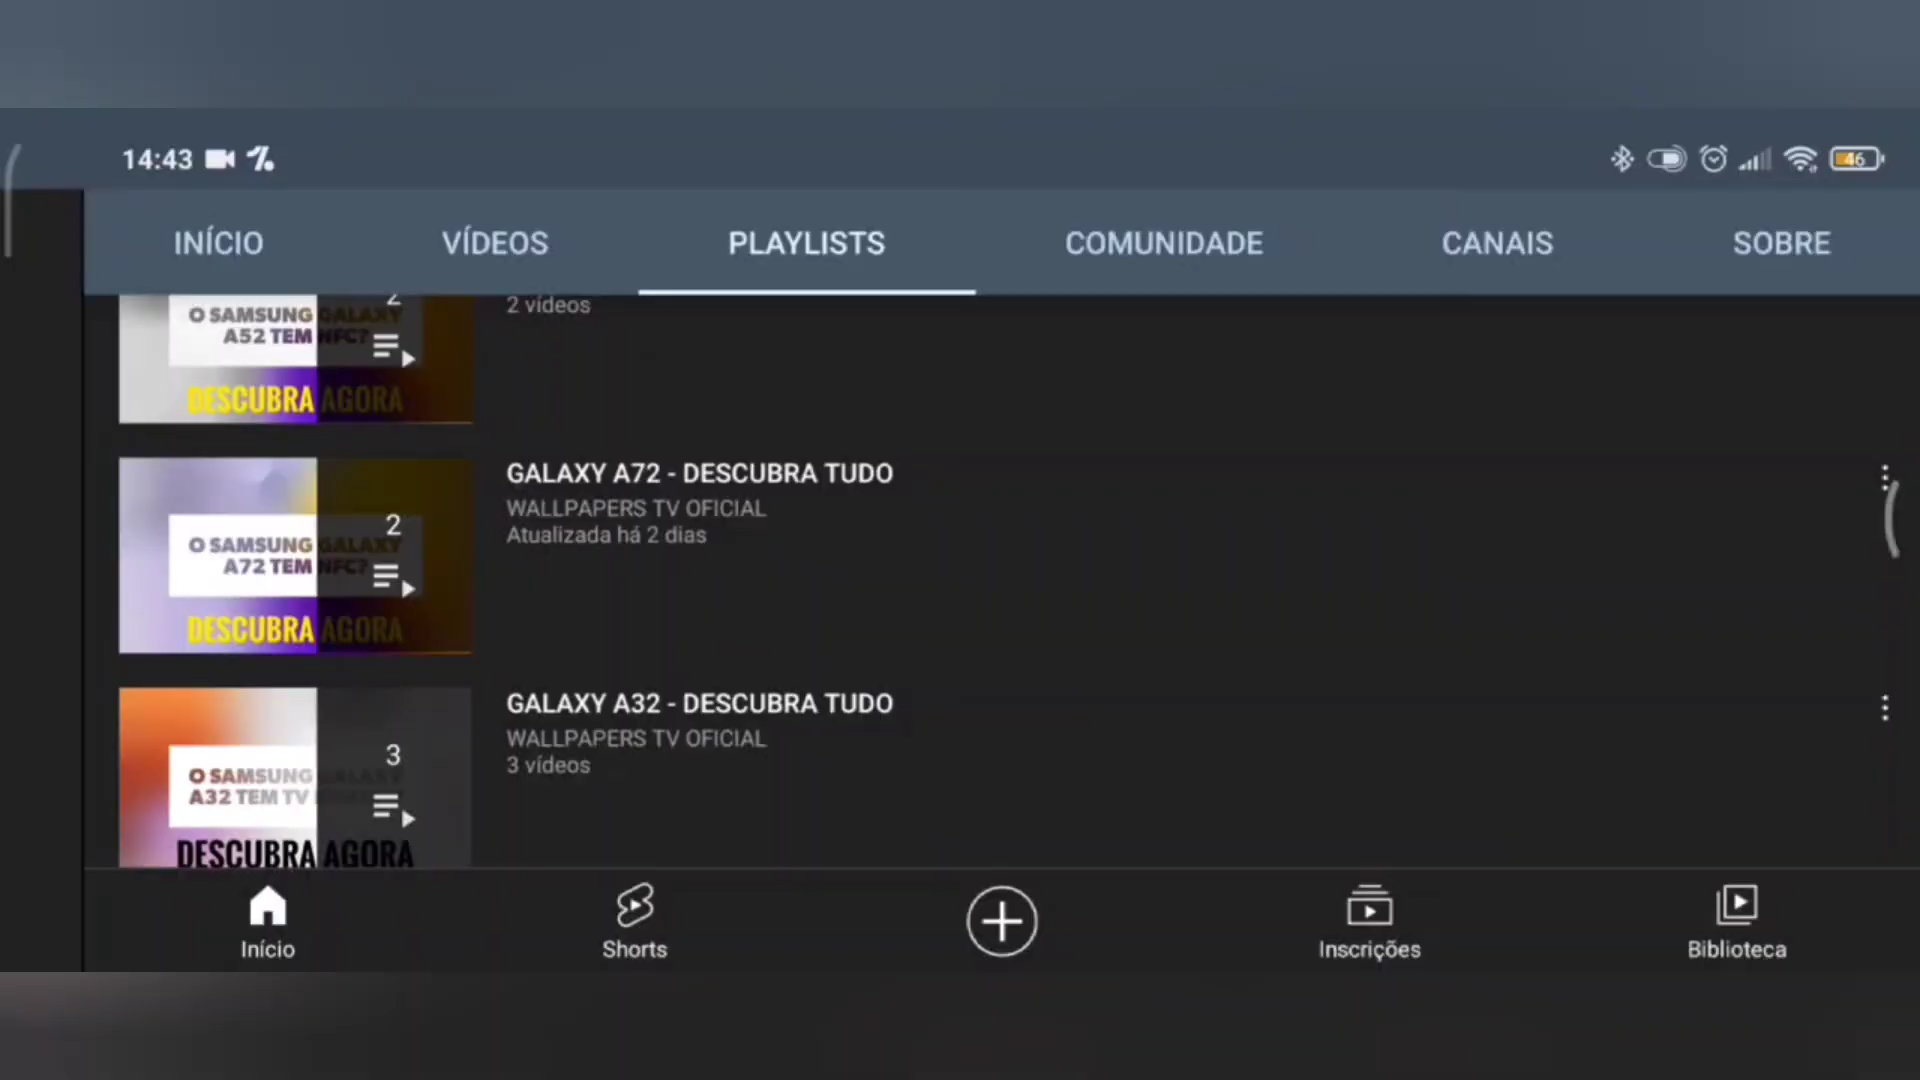 14:43
46
INÍCIO
VÍDEOS
PLAYLISTS
COMUNIDADE
CANAIS
SOBRE
2
O SAMSUNG GALAXY
A52 TEM NFC?
DESCUBRA AGORA
2 vídeos
2
O SAMSUNG GALAXY
A72 TEM NFC?
DESCUBRA AGORA
GALAXY A72 - DESCUBRA TUDO
WALLPAPERS TV OFICIAL
Atualizada há 2 dias
3
O SAMSUNG
A32 TEM TV
DESCUBRA AGORA
GALAXY A32 - DESCUBRA TUDO
WALLPAPERS TV OFICIAL
3 vídeos
Início
Shorts
Inscrições
Biblioteca